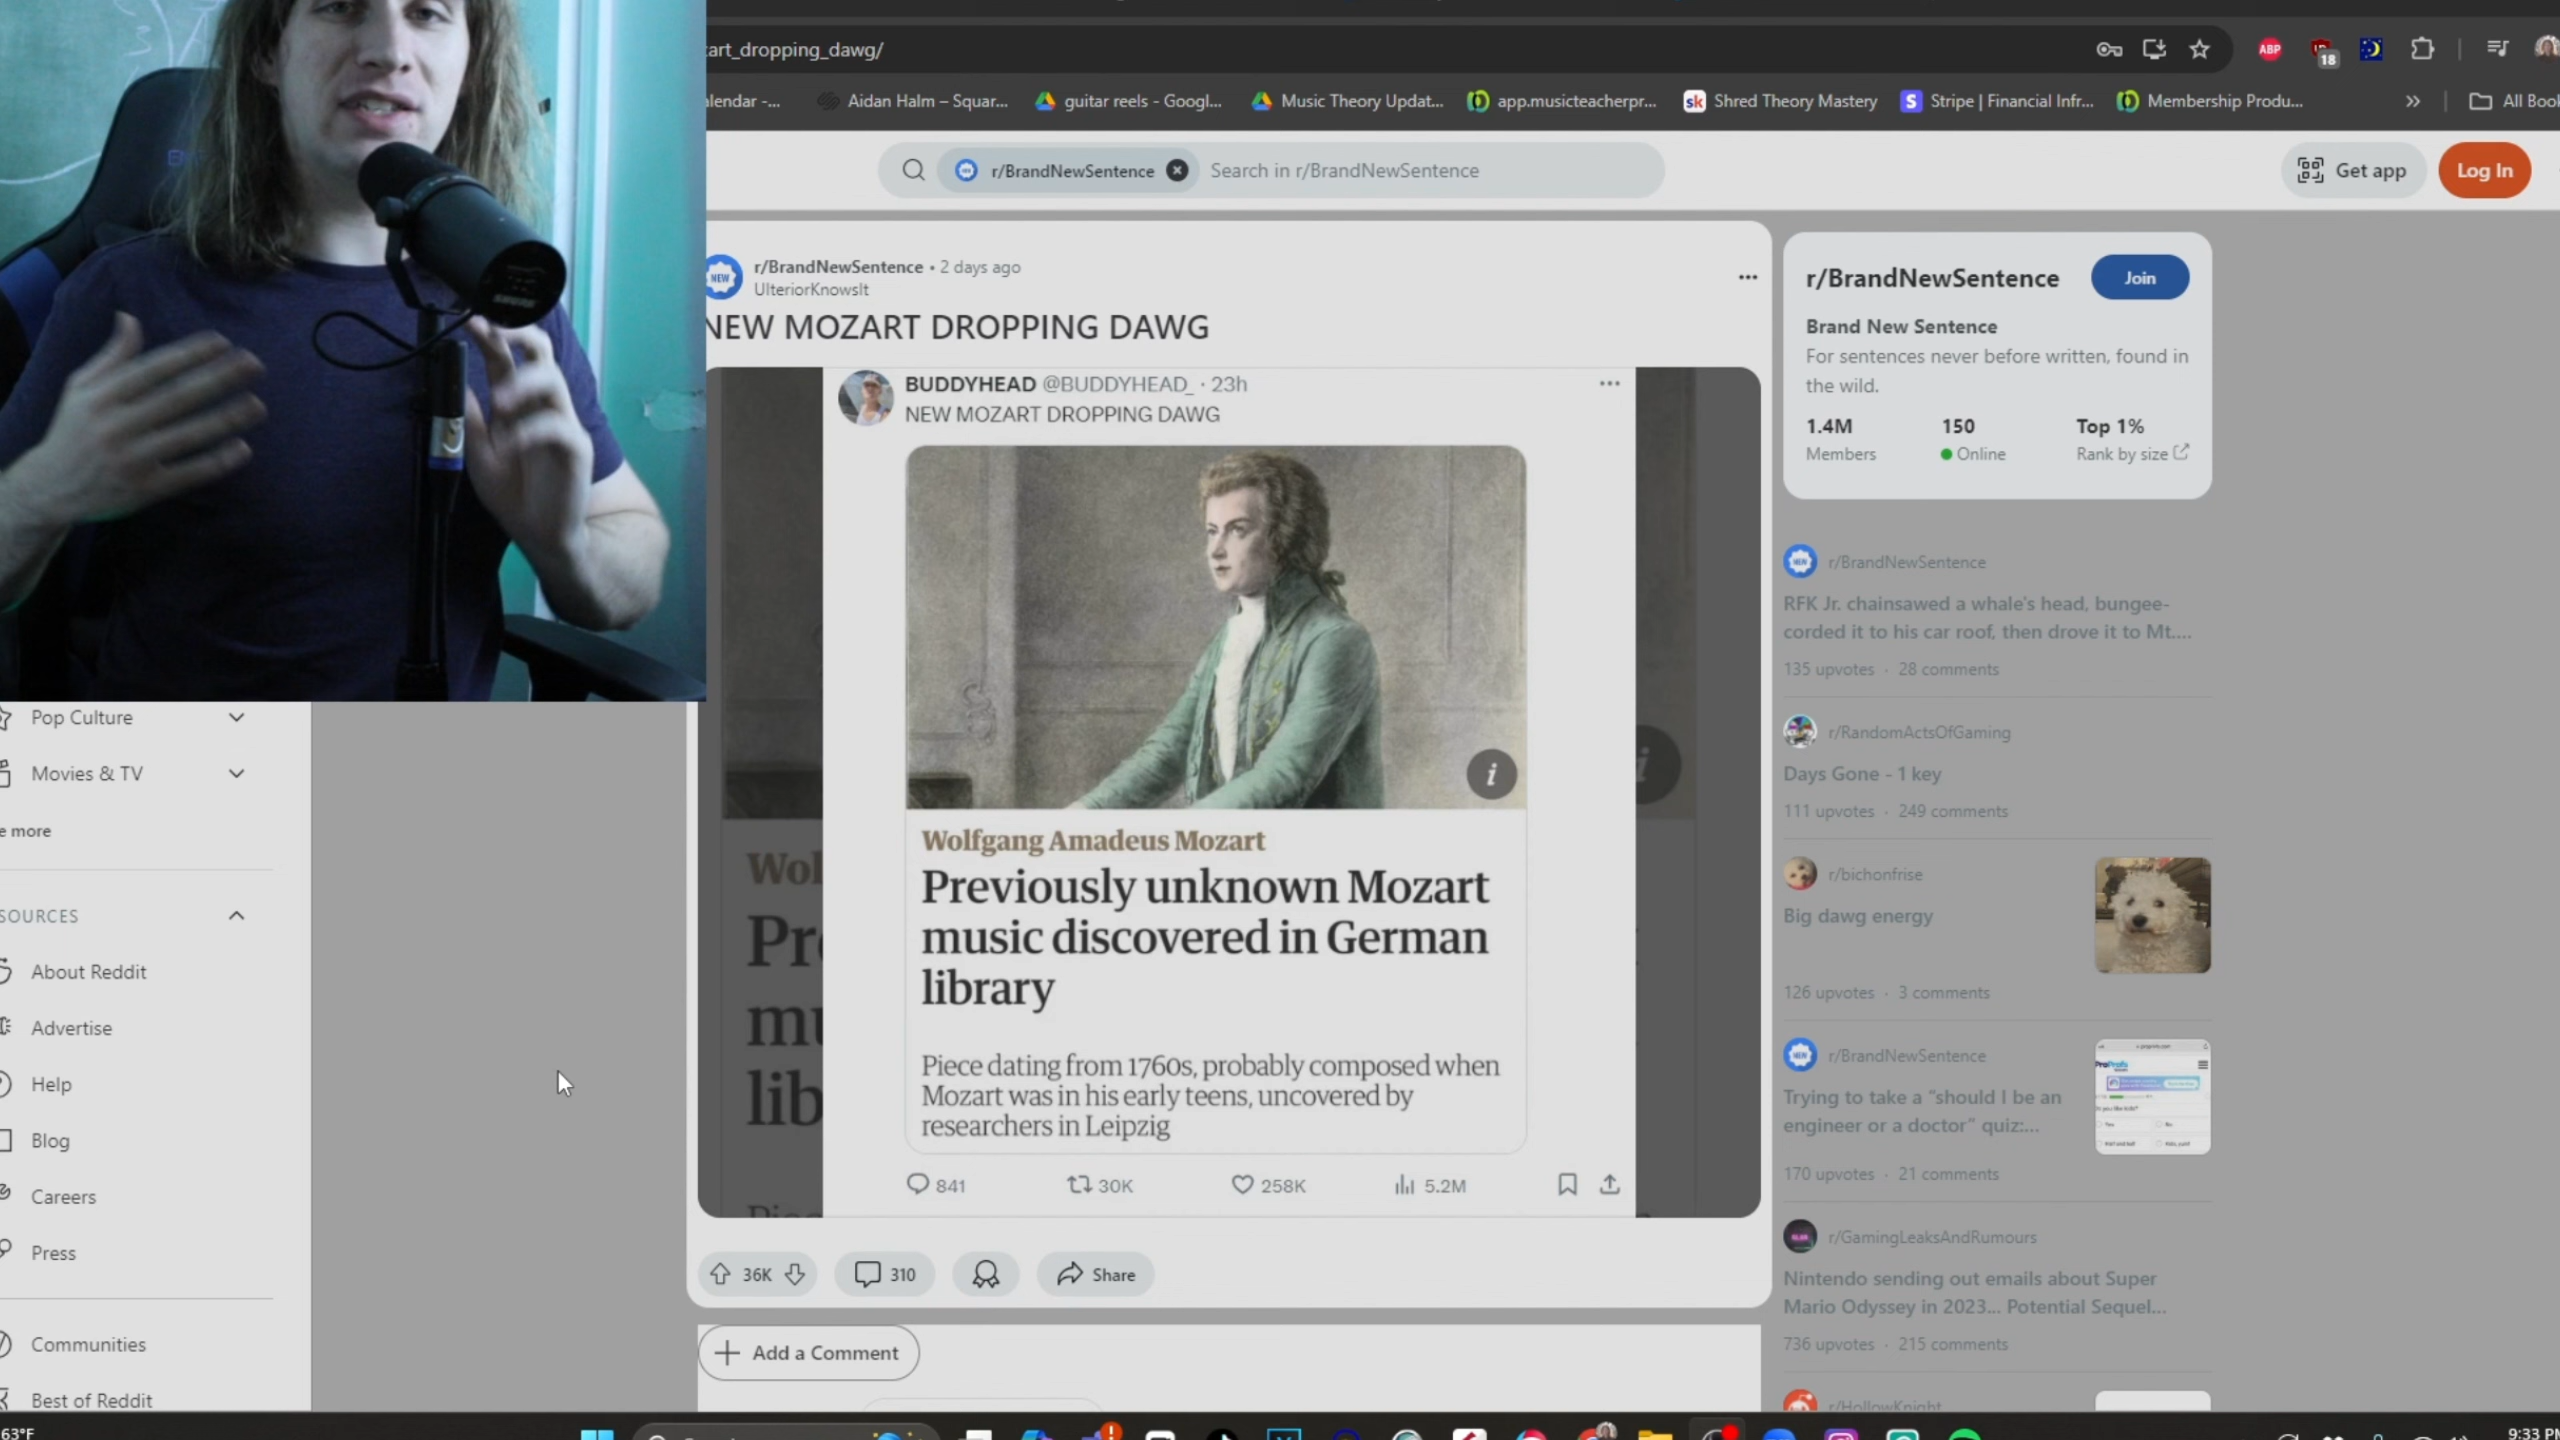 art_dropping_dawg/
alendar -...
Aidan Halm – Squar...
guitar reels - Googl...
Music Theory Updat...
app.musicteacherpr...
Shred Theory Mastery
Stripe | Financial Infr...
Membership Produ...
»
All Boo
ABP
18
r/BrandNewSentence
Search in r/BrandNewSentence
Get app
Log In
NEW
r/BrandNewSentence • 2 days ago
UlteriorKnowsIt
NEW MOZART DROPPING DAWG
BUDDYHEAD @BUDDYHEAD_ · 23h
NEW MOZART DROPPING DAWG
Wolfgang Amadeus Mozart
Previously unknown Mozart
music discovered in German
library
Piece dating from 1760s, probably composed when
Mozart was in his early teens, uncovered by
researchers in Leipzig
841
30K
258K
5.2M
36K
310
Share
Add a Comment
r/BrandNewSentence
Join
Brand New Sentence
For sentences never before written, found in
the wild.
1.4M
150
Top 1%
Members
Online
Rank by size
r/BrandNewSentence
RFK Jr. chainsawed a whale's head, bungee-
corded it to his car roof, then drove it to Mt....
135 upvotes · 28 comments
r/RandomActsOfGaming
Days Gone - 1 key
111 upvotes · 249 comments
r/bichonfrise
Big dawg energy
126 upvotes · 3 comments
r/BrandNewSentence
Trying to take a "should I be an
engineer or a doctor" quiz:...
170 upvotes · 21 comments
r/GamingLeaksAndRumours
Nintendo sending out emails about Super
Mario Odyssey in 2023... Potential Sequel...
736 upvotes · 215 comments
r/HollowKnight
Pop Culture
Movies & TV
e more
SOURCES
About Reddit
Advertise
Help
Blog
Careers
Press
Communities
Best of Reddit
63°F
9:33 PM